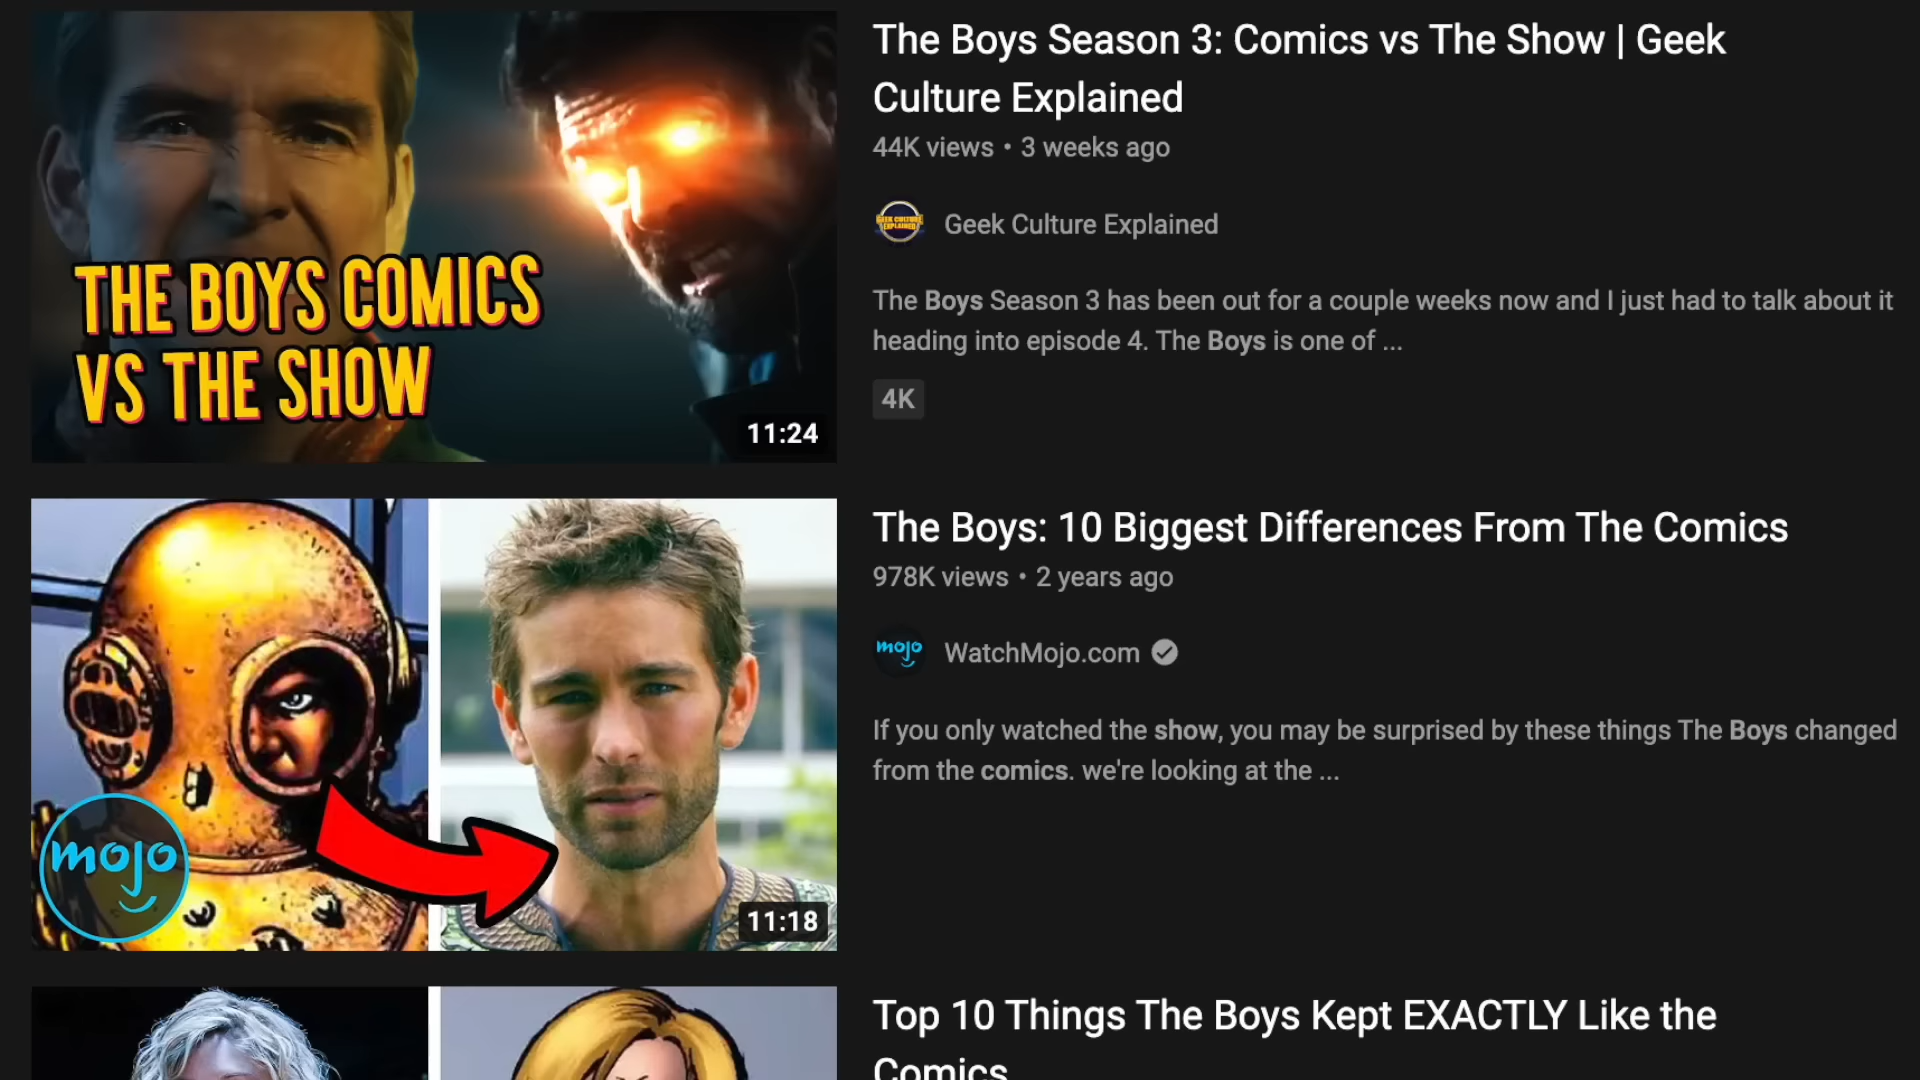 THE BOYS COMICS
VS THE SHOW
11:24
The Boys Season 3: Comics vs The Show | Geek
Culture Explained
44K views • 3 weeks ago
GEEK CULTURE
EXPLAINED
Geek Culture Explained
The Boys Season 3 has been out for a couple weeks now and I just had to talk about it
heading into episode 4. The Boys is one of ...
4K
mojo
11:18
The Boys: 10 Biggest Differences From The Comics
978K views • 2 years ago
mojo
WatchMojo.com
If you only watched the show, you may be surprised by these things The Boys changed
from the comics. we're looking at the ...
Top 10 Things The Boys Kept EXACTLY Like the
Comics